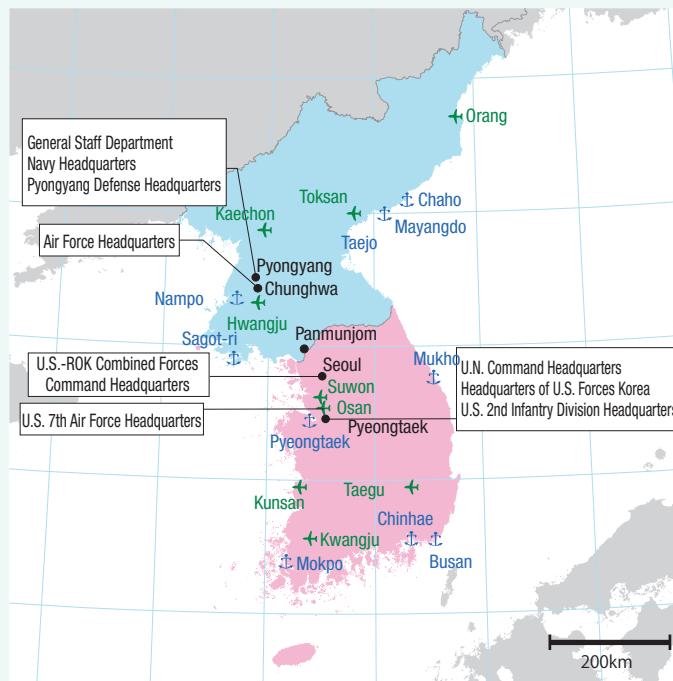 Orang
General Staff Department
Navy Headquarters
Pyongyang Defense Headquarters
Toksan
Chaho
Kaechon
Mayangdo
Taejo
Air Force Headquarters
Pyongyang
Chunghwa
Nampo
Hwangju
Sagot-ri
Panmunjom
U.S.-ROK Combined Forces
Command Headquarters
Seoul
Mukho
U.N. Command Headquarters
Headquarters of U.S. Forces Korea
U.S. 2nd Infantry Division Headquarters
Suwon
Osan
U.S. 7th Air Force Headquarters
Pyeongtaek
Pyeongtaek
Kunsan
Taegu
Chinhae
Kwangju
Busan
Mokpo
200km